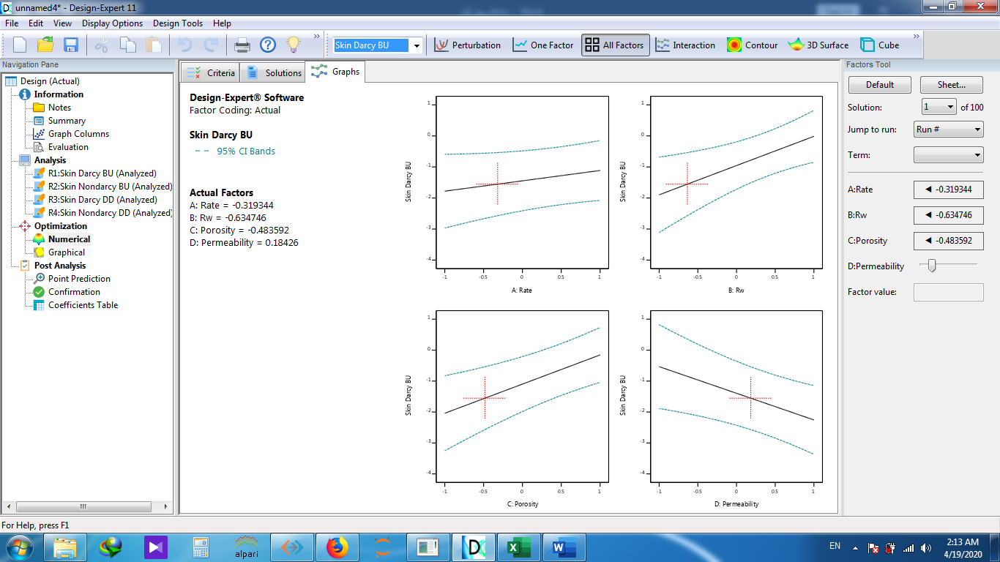 unnamed4* - Design-Expert 11
File Edit View Display Options Design Tools Help
Skin Darcy BU Perturbation One Factor All Factors Interaction Contour 3D Surface Cube
Navigation Pane
Design (Actual)
Information
Notes
Summary
Graph Columns
Evaluation
Analysis
R1:Skin Darcy BU (Analyzed)
R2:Skin Nondarcy BU (Analyzed)
R3:Skin Darcy DD (Analyzed)
R4:Skin Nondarcy DD (Analyzed)
Optimization
Numerical
Graphical
Post Analysis
Point Prediction
Confirmation
Coefficients Table
Criteria Solutions Graphs
Design-Expert® Software
Factor Coding: Actual
Skin Darcy BU
95% CI Bands
Actual Factors
A: Rate = -0.319344
B: Rw = -0.634746
C: Porosity = -0.483592
D: Permeability = 0.18426
1
0
-1
-2
-3
-4
Skin Darcy BU
-1 -0.5 0 0.5 1
A: Rate
1
0
-1
-2
-3
-4
Skin Darcy BU
-1 -0.5 0 0.5 1
B: Rw
1
0
-1
-2
-3
-4
Skin Darcy BU
-1 -0.5 0 0.5 1
C: Porosity
1
0
-1
-2
-3
-4
Skin Darcy BU
-1 -0.5 0 0.5 1
D: Permeability
Factors Tool
Default Sheet...
Solution: 1 of 100
Jump to run: Run #
Term:
A:Rate -0.319344
B:Rw -0.634746
C:Porosity -0.483592
D:Permeability
Factor value:
For Help, press F1
alpari
EN
2:13 AM
4/19/2020